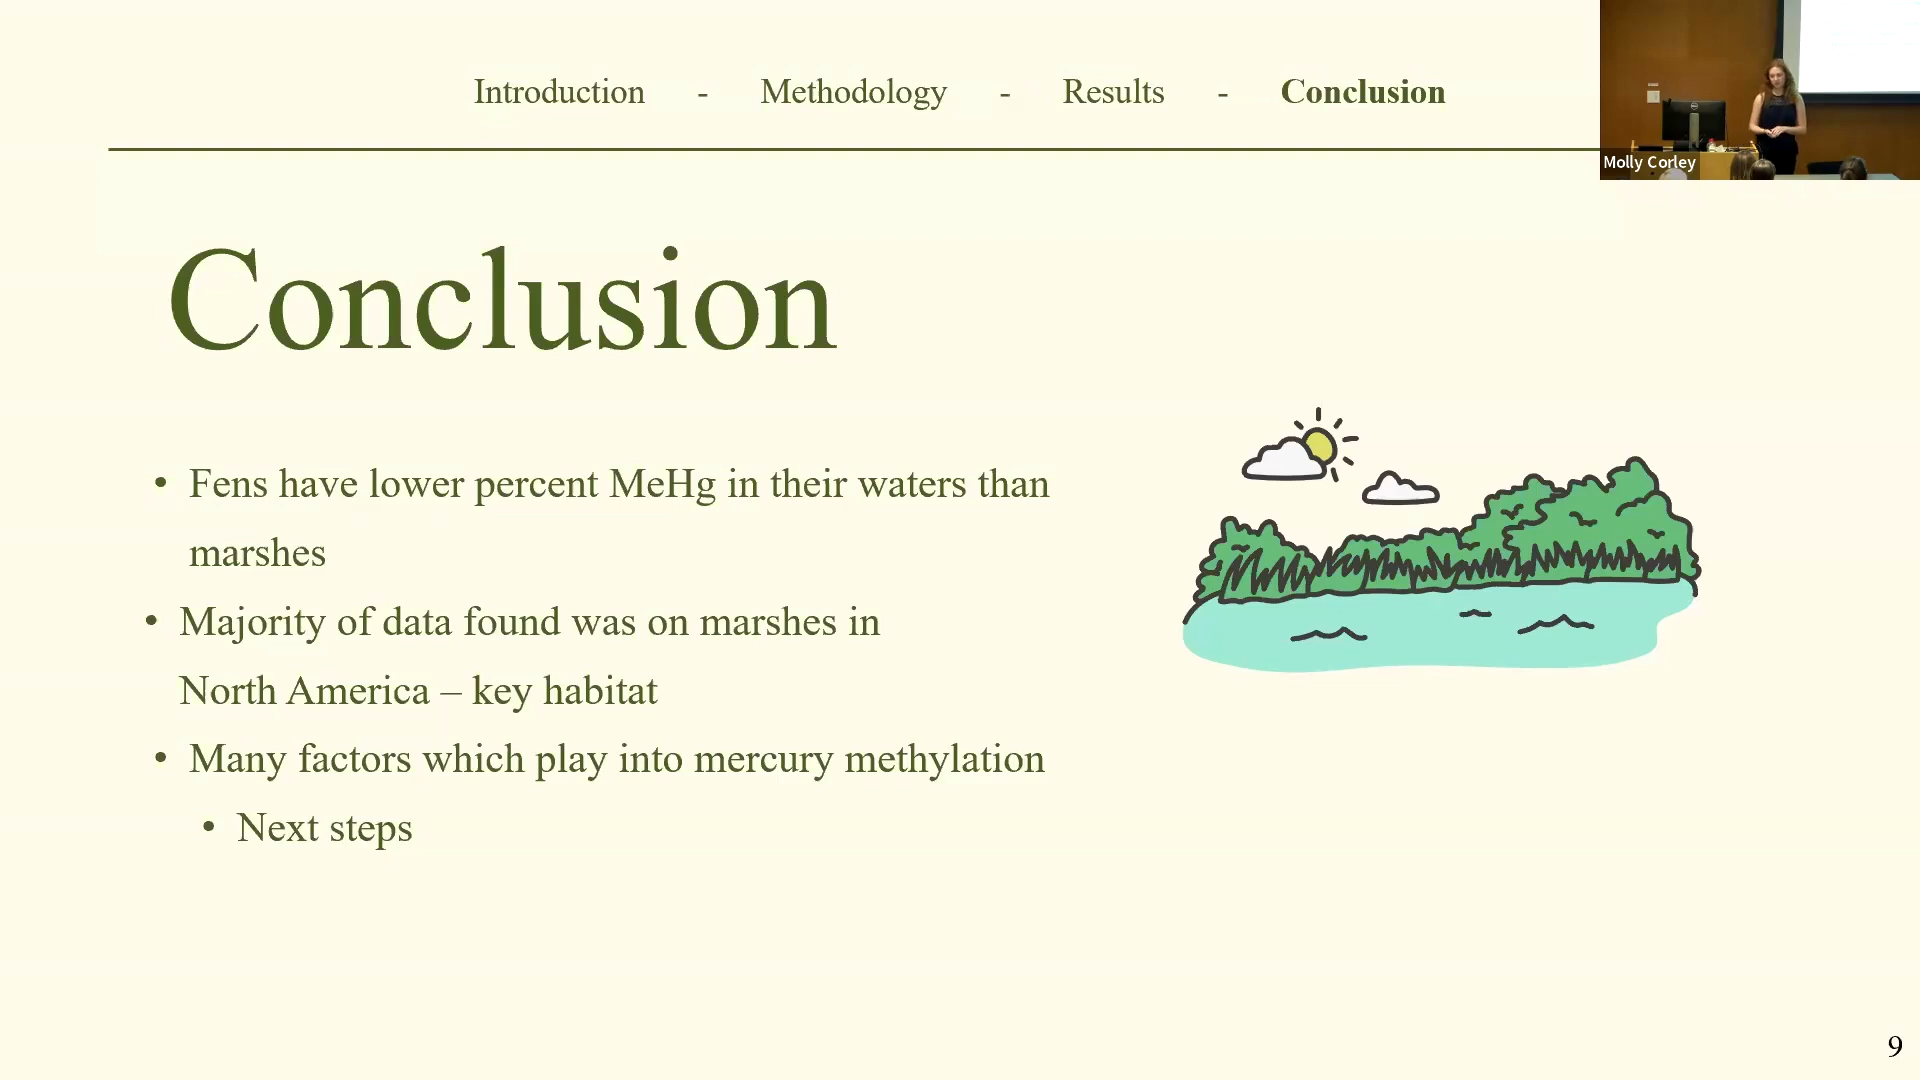 Introduction - Methodology - Results - Conclusion
Molly Corley
Conclusion
• Fens have lower percent MeHg in their waters than
marshes
• Majority of data found was on marshes in
North America – key habitat
• Many factors which play into mercury methylation
• Next steps
9